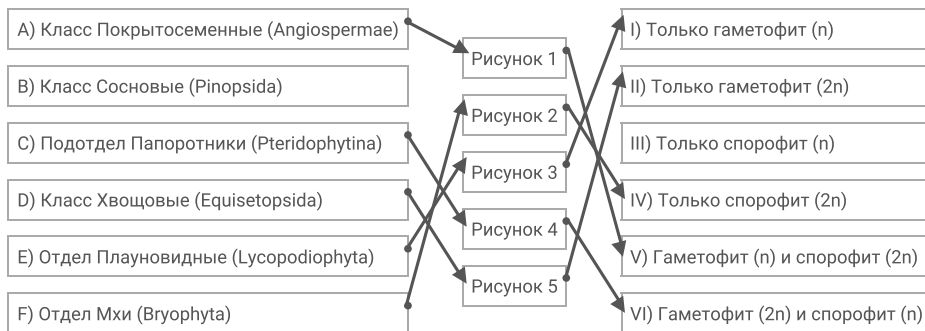 A) Класс Покрытосеменные (Angiospermae)
B) Класс Сосновые (Pinopsida)
C) Подотдел Папоротники (Pteridophytina)
D) Класс Хвощовые (Equisetopsida)
E) Отдел Плауновидные (Lycopodiophyta)
F) Отдел Мхи (Bryophyta)
Рисунок 1
Рисунок 2
Рисунок 3
Рисунок 4
Рисунок 5
I) Только гаметофит (n)
II) Только гаметофит (2n)
III) Только спорофит (n)
IV) Только спорофит (2n)
V) Гаметофит (n) и спорофит (2n)
VI) Гаметофит (2n) и спорофит (n)